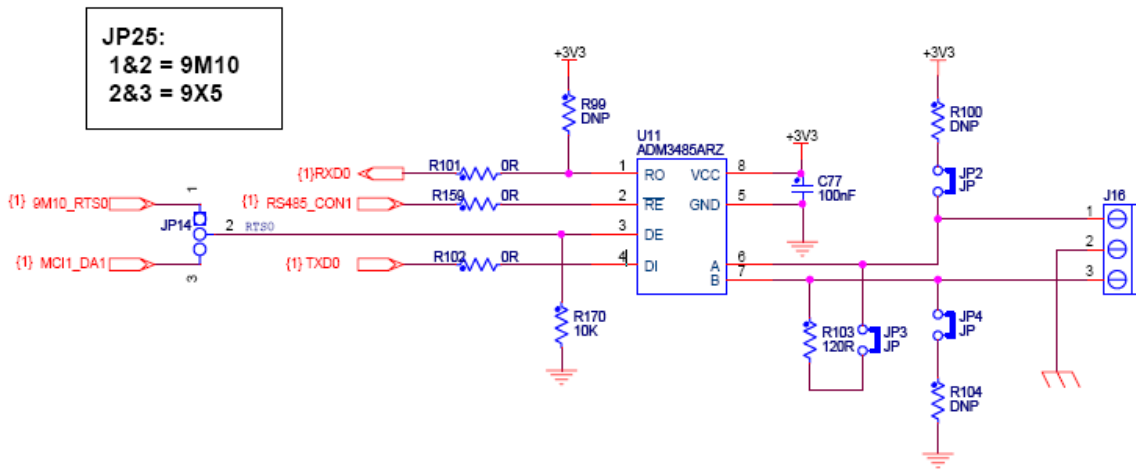 JP25:
1&2 = 9M10
2&3 = 9X5
+3V3
+3V3
R99
DNP
R100
DNP
U11
ADM3485ARZ
+3V3
{1}RXD0
R101
0R
1
RO
VCC
8
C77
100nF
JP2
JP
J16
{1} 9M10_RTS0
1
{1} RS485_CON1
R159
0R
2
RE
GND
5
JP14
2
RTS0
3
DE
1
{1} MCI1_DA1
3
{1} TXD0
R102
0R
4
DI
A
6
B
7
2
3
R170
10K
R103
120R
JP3
JP
JP4
JP
R104
DNP